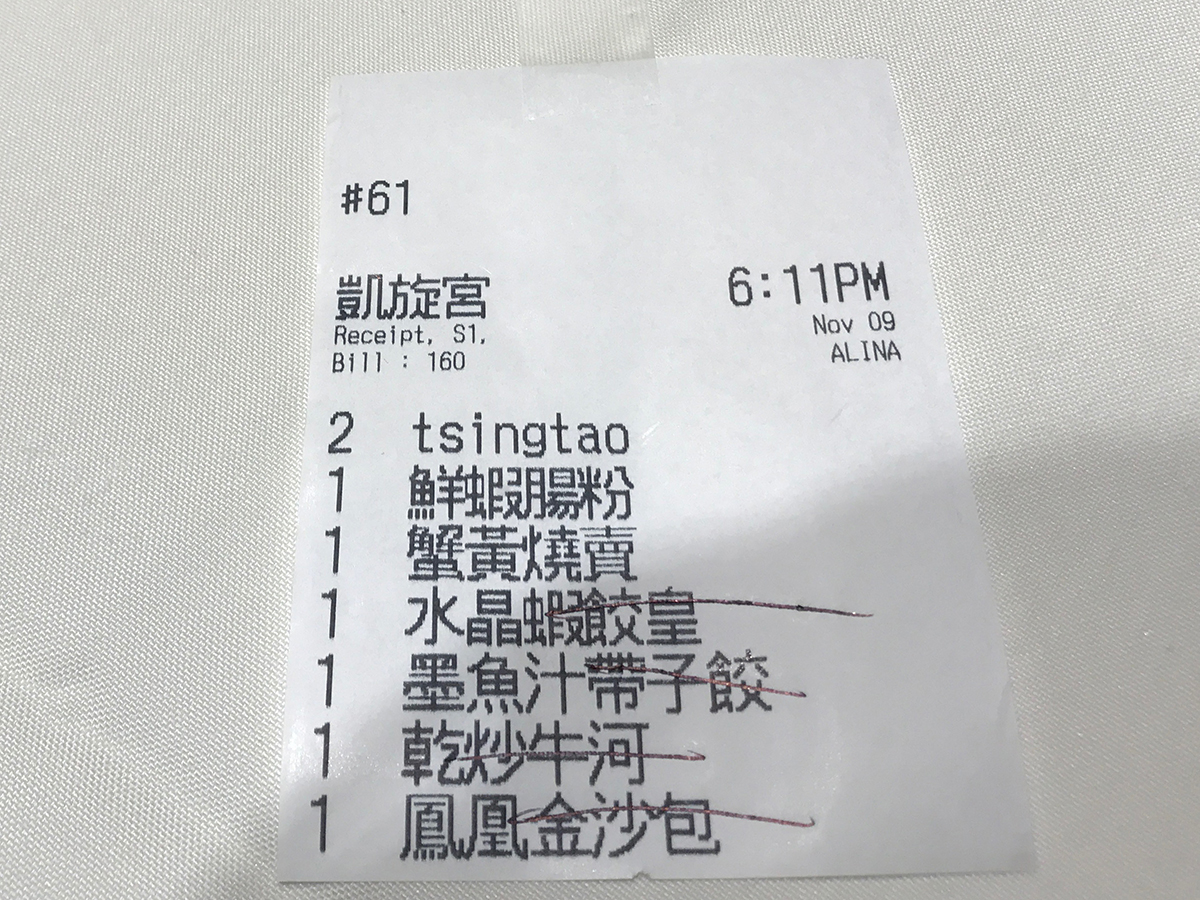 #61
凱旋宮 6:11PM
Receipt, S1, Nov 09
Bill : 160 ALINA
2 tsingtao
1 鮮蝦腸粉
1 蟹黃燒賣
1 水晶蝦餃皇
1 墨魚汁帶子餃
1 乾炒牛河
1 鳳凰金沙包